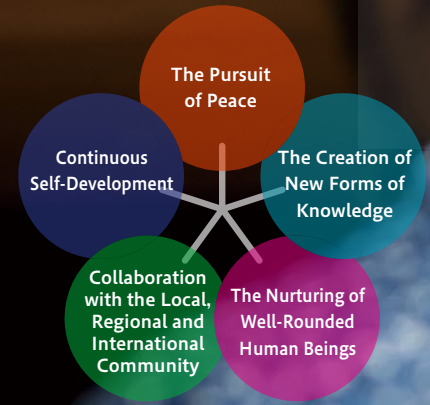 The Pursuit
of Peace
The Creation of
New Forms of
Knowledge
The Nurturing of
Well-Rounded
Human Beings
Collaboration
with the Local,
Regional and
International
Community
Continuous
Self-Development